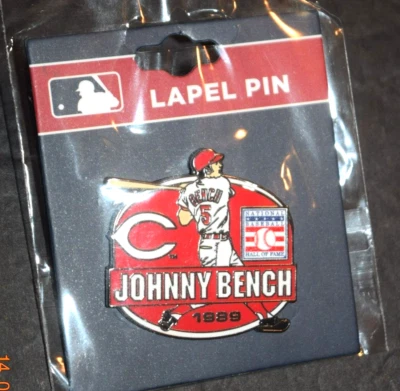 LAPEL PIN
BENCH
5
C
NATIONAL
BASEBALL
HALL OF FAME
JOHNNY BENCH
1989